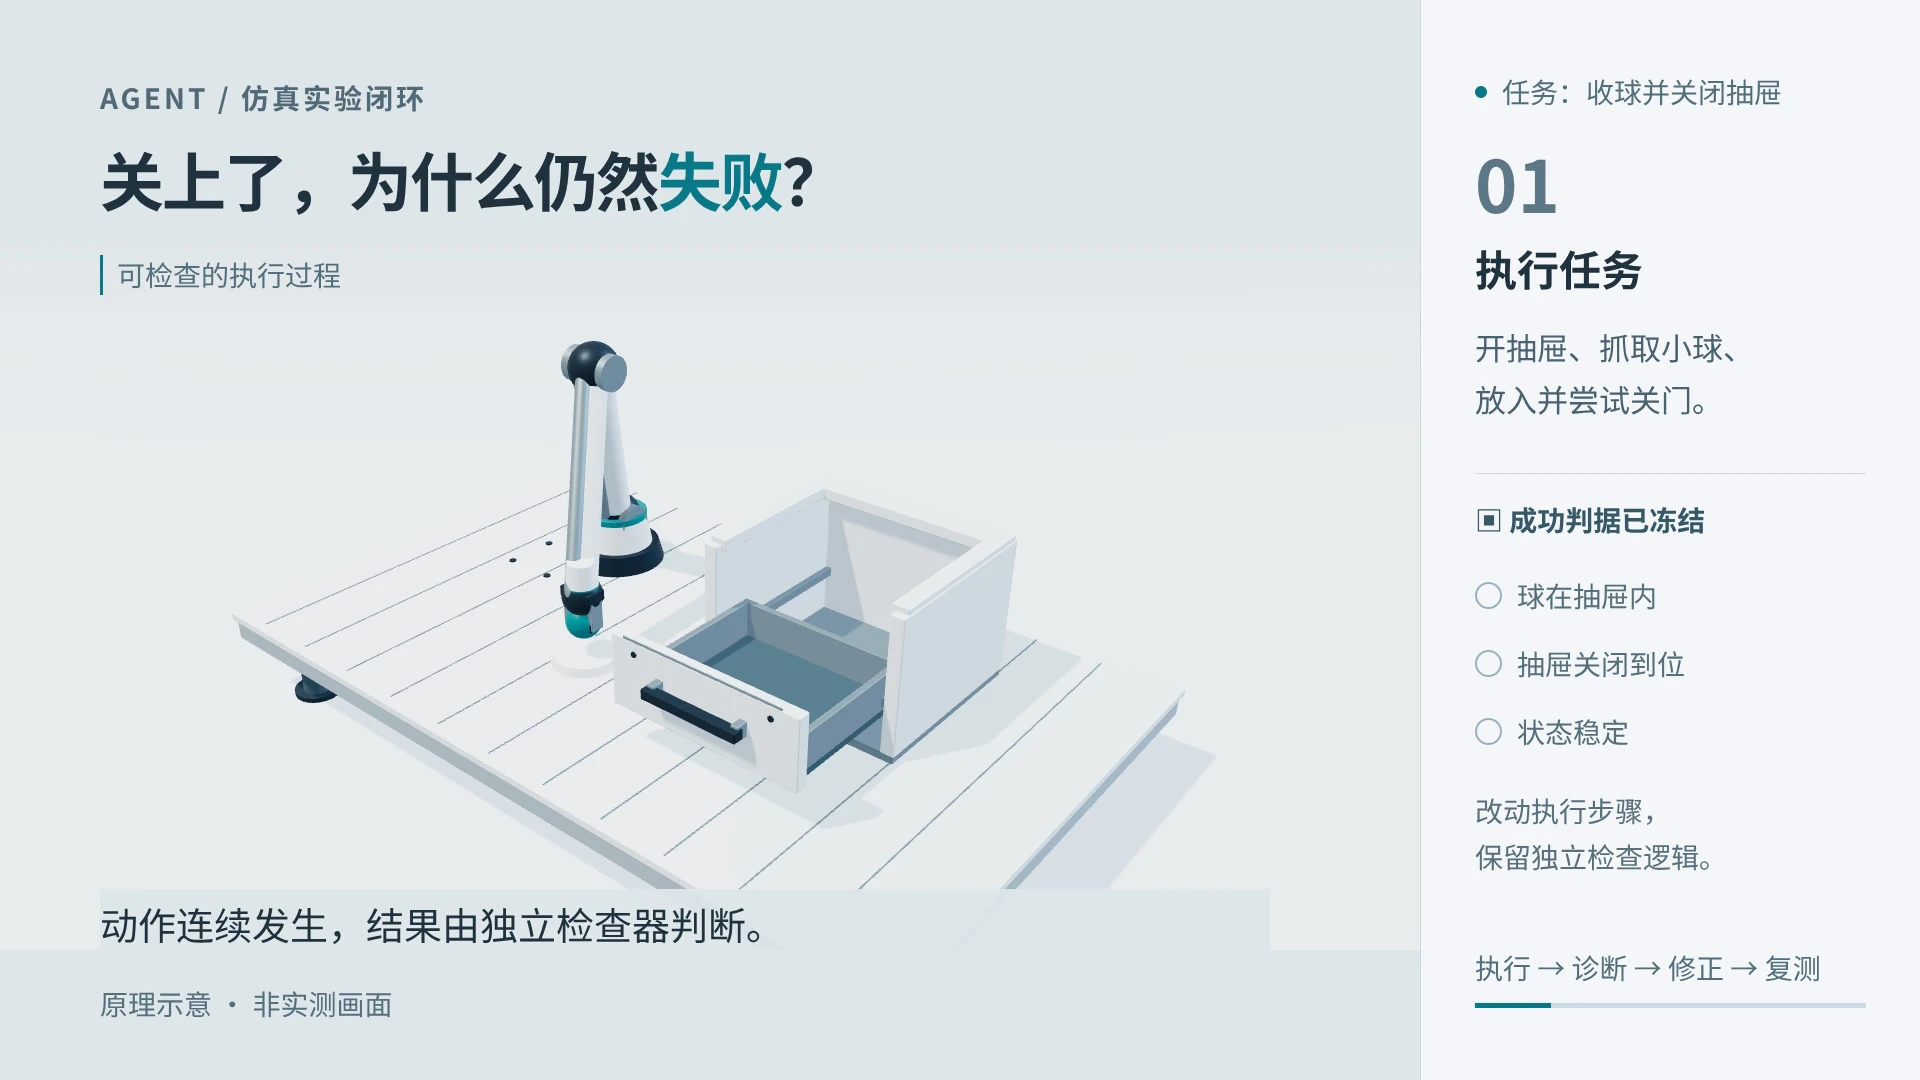 AGENT / 仿真实验闭环
关上了，为什么仍然失败？
可检查的执行过程
动作连续发生，结果由独立检查器判断。
原理示意 · 非实测画面
任务：收球并关闭抽屉
01
执行任务
开抽屉、抓取小球、
放入并尝试关门。
成功判据已冻结
球在抽屉内
抽屉关闭到位
状态稳定
改动执行步骤，
保留独立检查逻辑。
执行 → 诊断 → 修正 → 复测